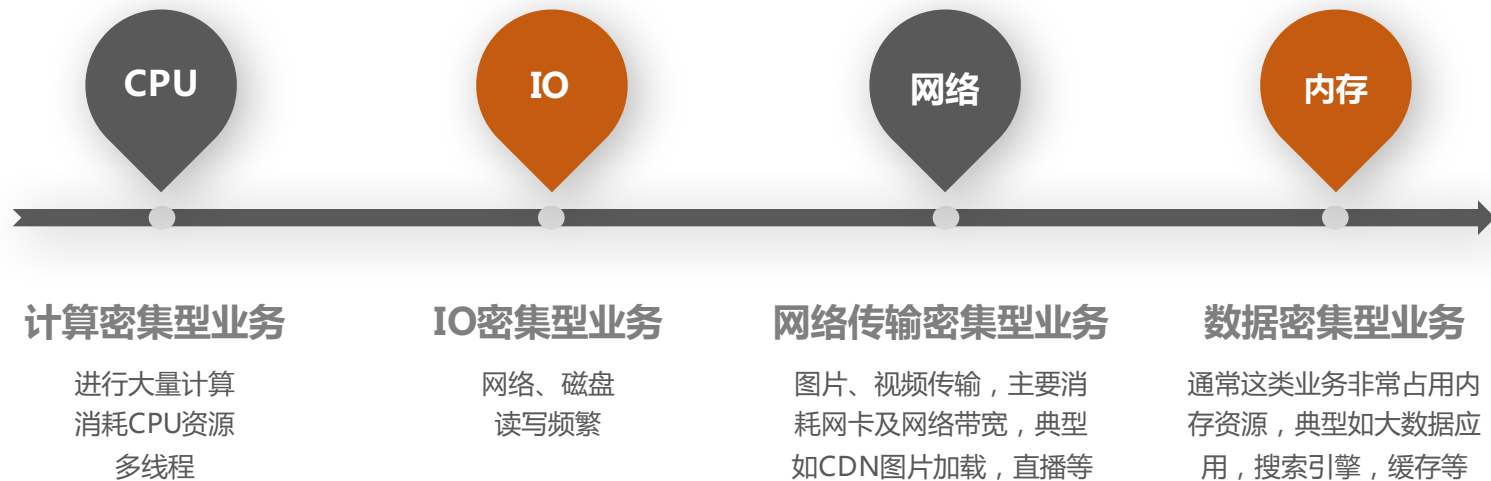 CPU
IO
网络
内存
计算密集型业务
进行大量计算
消耗CPU资源
多线程
IO密集型业务
网络、磁盘
读写频繁
网络传输密集型业务
图片、视频传输，主要消
耗网卡及网络带宽，典型
如CDN图片加载，直播等
数据密集型业务
通常这类业务非常占用内
存资源，典型如大数据应
用，搜索引擎，缓存等